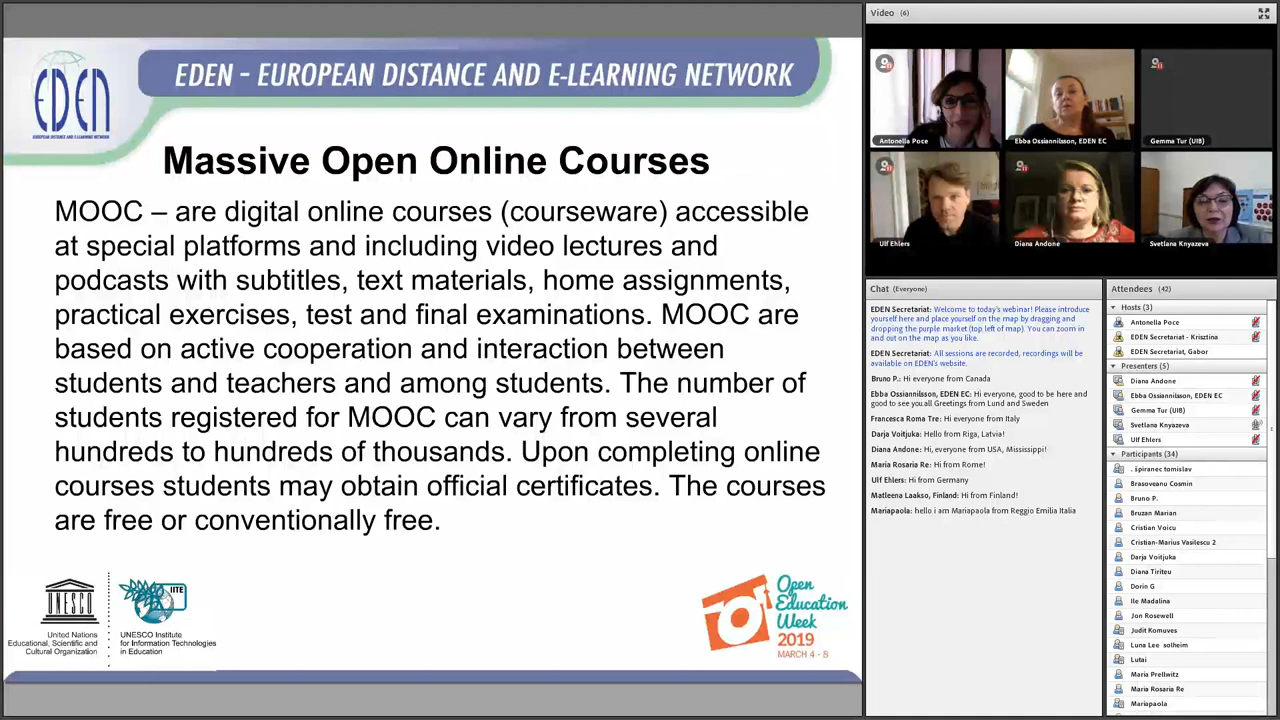 EDEN
EUROPEAN DISTANCE AND E-LEARNING NETWORK
EDEN - EUROPEAN DISTANCE AND E-LEARNING NETWORK
Massive Open Online Courses
MOOC – are digital online courses (courseware) accessible
at special platforms and including video lectures and
podcasts with subtitles, text materials, home assignments,
practical exercises, test and final examinations. MOOC are
based on active cooperation and interaction between
students and teachers and among students. The number of
students registered for MOOC can vary from several
hundreds to hundreds of thousands. Upon completing online
courses students may obtain official certificates. The courses
are free or conventionally free.
UNESCO
United Nations
Educational, Scientific and
Cultural Organization
IITE
UNESCO Institute
for Information Technologies
in Education
Open
Education
Week
2019
MARCH 4 - 8
Video (6)
Antonella Poce
Ebba Ossiannilsson, EDEN EC
Gemma Tur (UIB)
Ulf Ehlers
Diana Andone
Svetlana Knyazeva
Chat (Everyone)
EDEN Secretariat: Welcome to today's webinar! Please introduce
yourself here and place yourself on the map by dragging and
dropping the purple market (top left of map). You can zoom in
and out on the map as you like.
EDEN Secretariat: All sessions are recorded, recordings will be
available on EDEN's website.
Bruno P.: Hi everyone from Canada
Ebba Ossiannilsson, EDEN EC: Hi everyone, good to be here and
good to see you all Greetings from Lund and Sweden
Francesca Roma Tre: Hi everyone from Italy
Darja Voitjuka: Hello from Riga, Latvia!
Diana Andone: Hi, everyone from USA, Mississippi!
Maria Rosaria Re: Hi from Rome!
Ulf Ehlers: Hi from Germany
Matleena Laakso, Finland: Hi from Finland!
Mariapaola: hello i am Mariapaola from Reggio Emilia Italia
Attendees (42)
Hosts (3)
Antonella Poce
EDEN Secretariat - Krisztina
EDEN Secretariat, Gabor
Presenters (5)
Diana Andone
Ebba Ossiannilsson, EDEN EC
Gemma Tur (UIB)
Svetlana Knyazeva
Ulf Ehlers
Participants (34)
. špiranec tomislav
Brasoveanu Cosmin
Bruno P.
Bruzan Marian
Cristian Voicu
Cristian-Marius Vasilescu 2
Darja Voitjuka
Diana Tiriteu
Dorin G
Ile Madalina
Jon Rosewell
Judit Komuves
Luna Lee solheim
Lutai
Maria Prellwitz
Maria Rosaria Re
Mariapaola